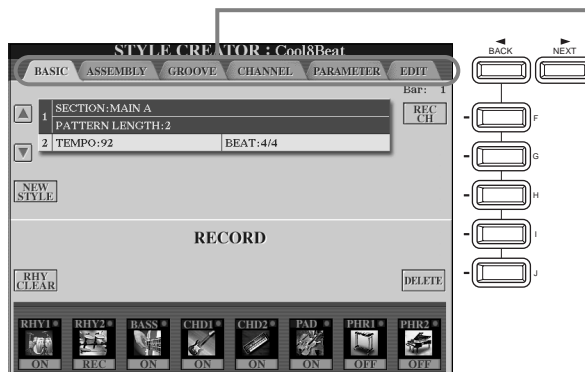 STYLE CREATOR : Cool8Beat
BACK NEXT
BASIC ASSEMBLY GROOVE CHANNEL PARAMETER EDIT
Bar: 1
1 SECTION:MAIN A
PATTERN LENGTH:2
REC
CH
2 TEMPO:92 BEAT:4/4
F
G
NEW
STYLE
H
RECORD
I
RHY
CLEAR
DELETE
J
RHY1 RHY2 BASS CHD1 CHD2 PAD PHR1 PHR2
ON REC ON ON ON ON OFF OFF